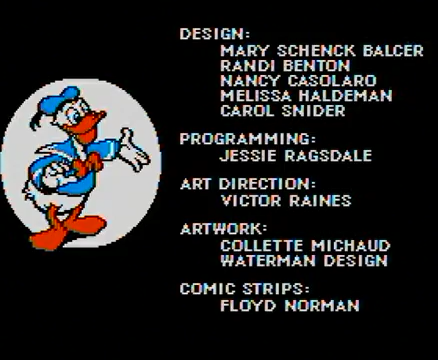 DESIGN:
MARY SCHENCK BALCER
RANDI BENTON
NANCY CASOLARO
MELISSA HALDEMAN
CAROL SNIDER
PROGRAMMING:
JESSIE RAGSDALE
ART DIRECTION:
VICTOR RAINES
ARTWORK:
COLLETTE MICHAUD
WATERMAN DESIGN
COMIC STRIPS:
FLOYD NORMAN